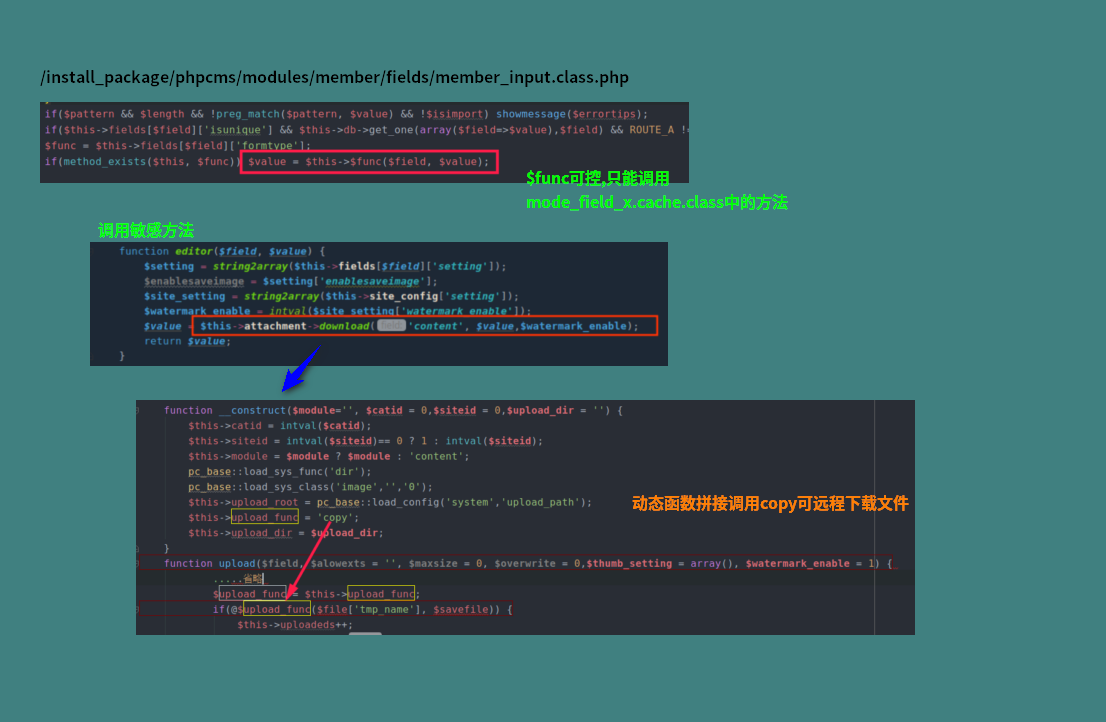 /install_package/phpcms/modules/member/fields/member_input.class.php
if($pattern && $length && !preg_match($pattern, $value) && !$isimport) showmessage($errortips);
if($this->fields[$field]['isunique'] && $this->db->get_one(array($field=>$value),$field) && ROUTE_A !=
$func = $this->fields[$field]['formtype'];
if(method_exists($this, $func)) $value = $this->$func($field, $value);
$func可控,只能调用
mode_field_x.cache.class中的方法
调用敏感方法
function editor($field, $value) {
$setting = string2array($this->fields[$field]['setting']);
$enablesaveimage = $setting['enablesaveimage'];
$site_setting = string2array($this->site_config['setting']);
$watermark_enable = intval($site_setting['watermark_enable']);
$value = $this->attachment->download( field: 'content', $value,$watermark_enable);
return $value;
}
function __construct($module='', $catid = 0,$siteid = 0,$upload_dir = '') {
$this->catid = intval($catid);
$this->siteid = intval($siteid)== 0 ? 1 : intval($siteid);
$this->module = $module ? $module : 'content';
pc_base::load_sys_func('dir');
pc_base::load_sys_class('image','','0');
$this->upload_root = pc_base::load_config('system','upload_path');
$this->upload_func = 'copy';
$this->upload_dir = $upload_dir;
}
动态函数拼接调用copy可远程下载文件
function upload($field, $alowexts = '', $maxsize = 0, $overwrite = 0,$thumb_setting = array(), $watermark_enable = 1) {
.....省略
$upload_func = $this->upload_func;
if(@$upload_func($file['tmp_name'], $savefile)) {
$this->uploadeds++;